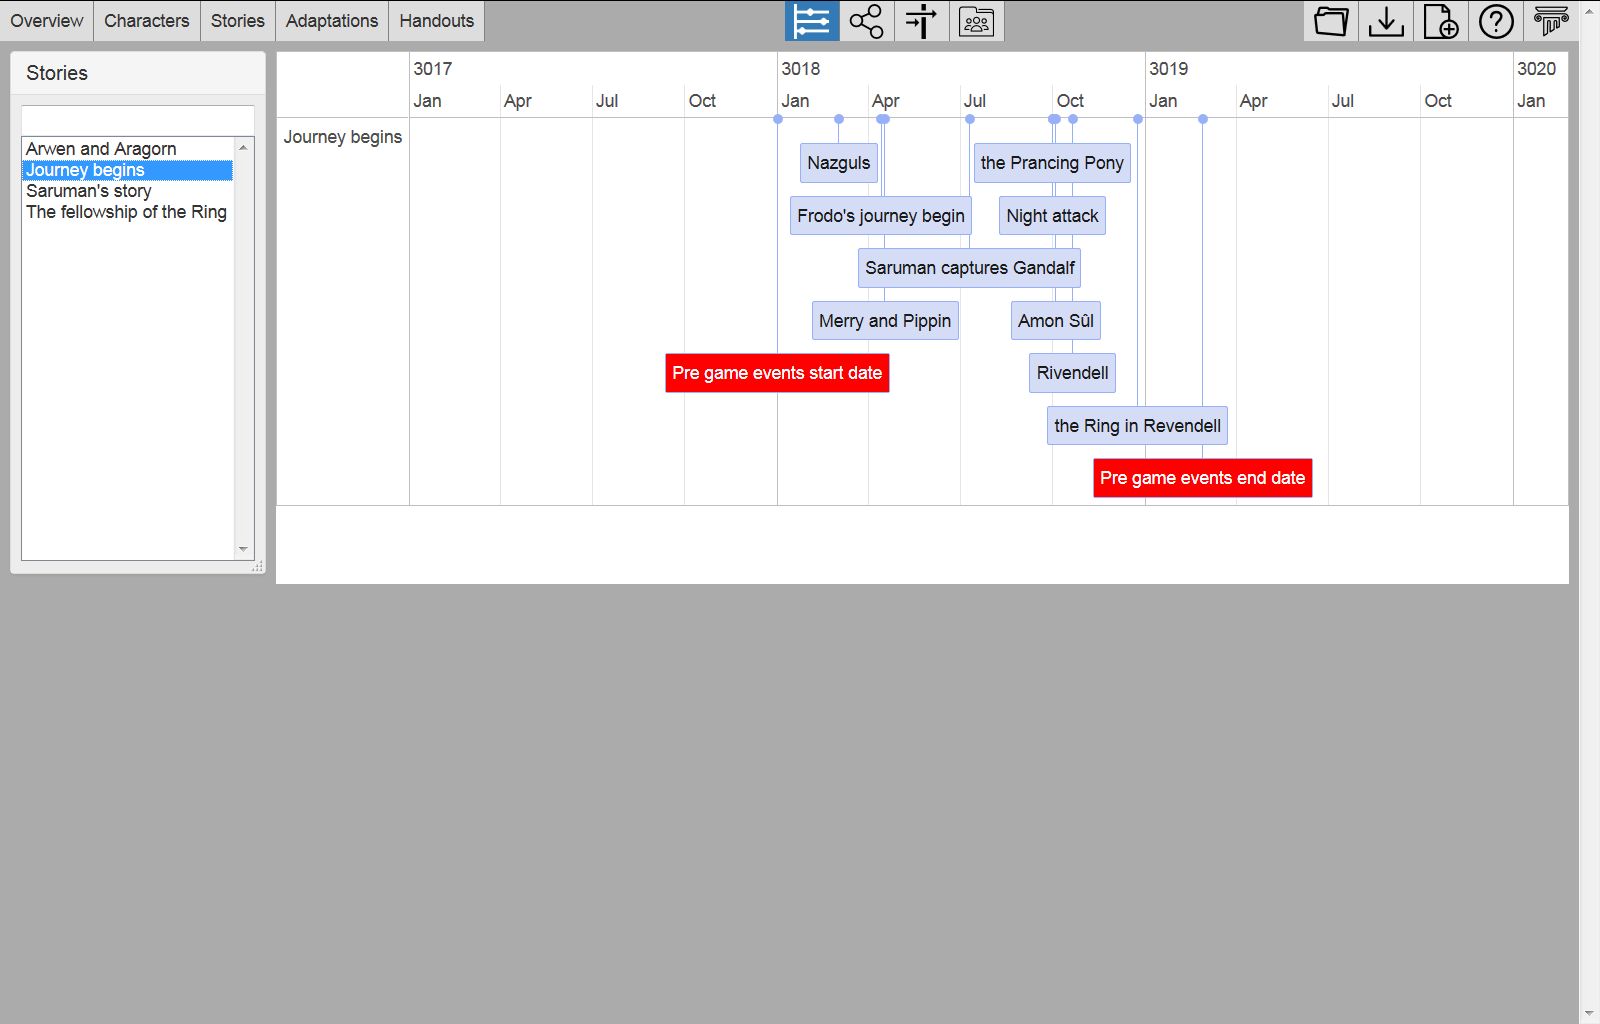 Overview Characters Stories Adaptations Handouts
Stories
Arwen and Aragorn
Journey begins
Saruman's story
The fellowship of the Ring
3017 3018 3019 3020
Jan Apr Jul Oct Jan Apr Jul Oct Jan Apr Jul Oct Jan
Journey begins
Nazguls the Prancing Pony
Frodo's journey begin Night attack
Saruman captures Gandalf
Merry and Pippin Amon Sûl
Pre game events start date Rivendell
the Ring in Revendell
Pre game events end date